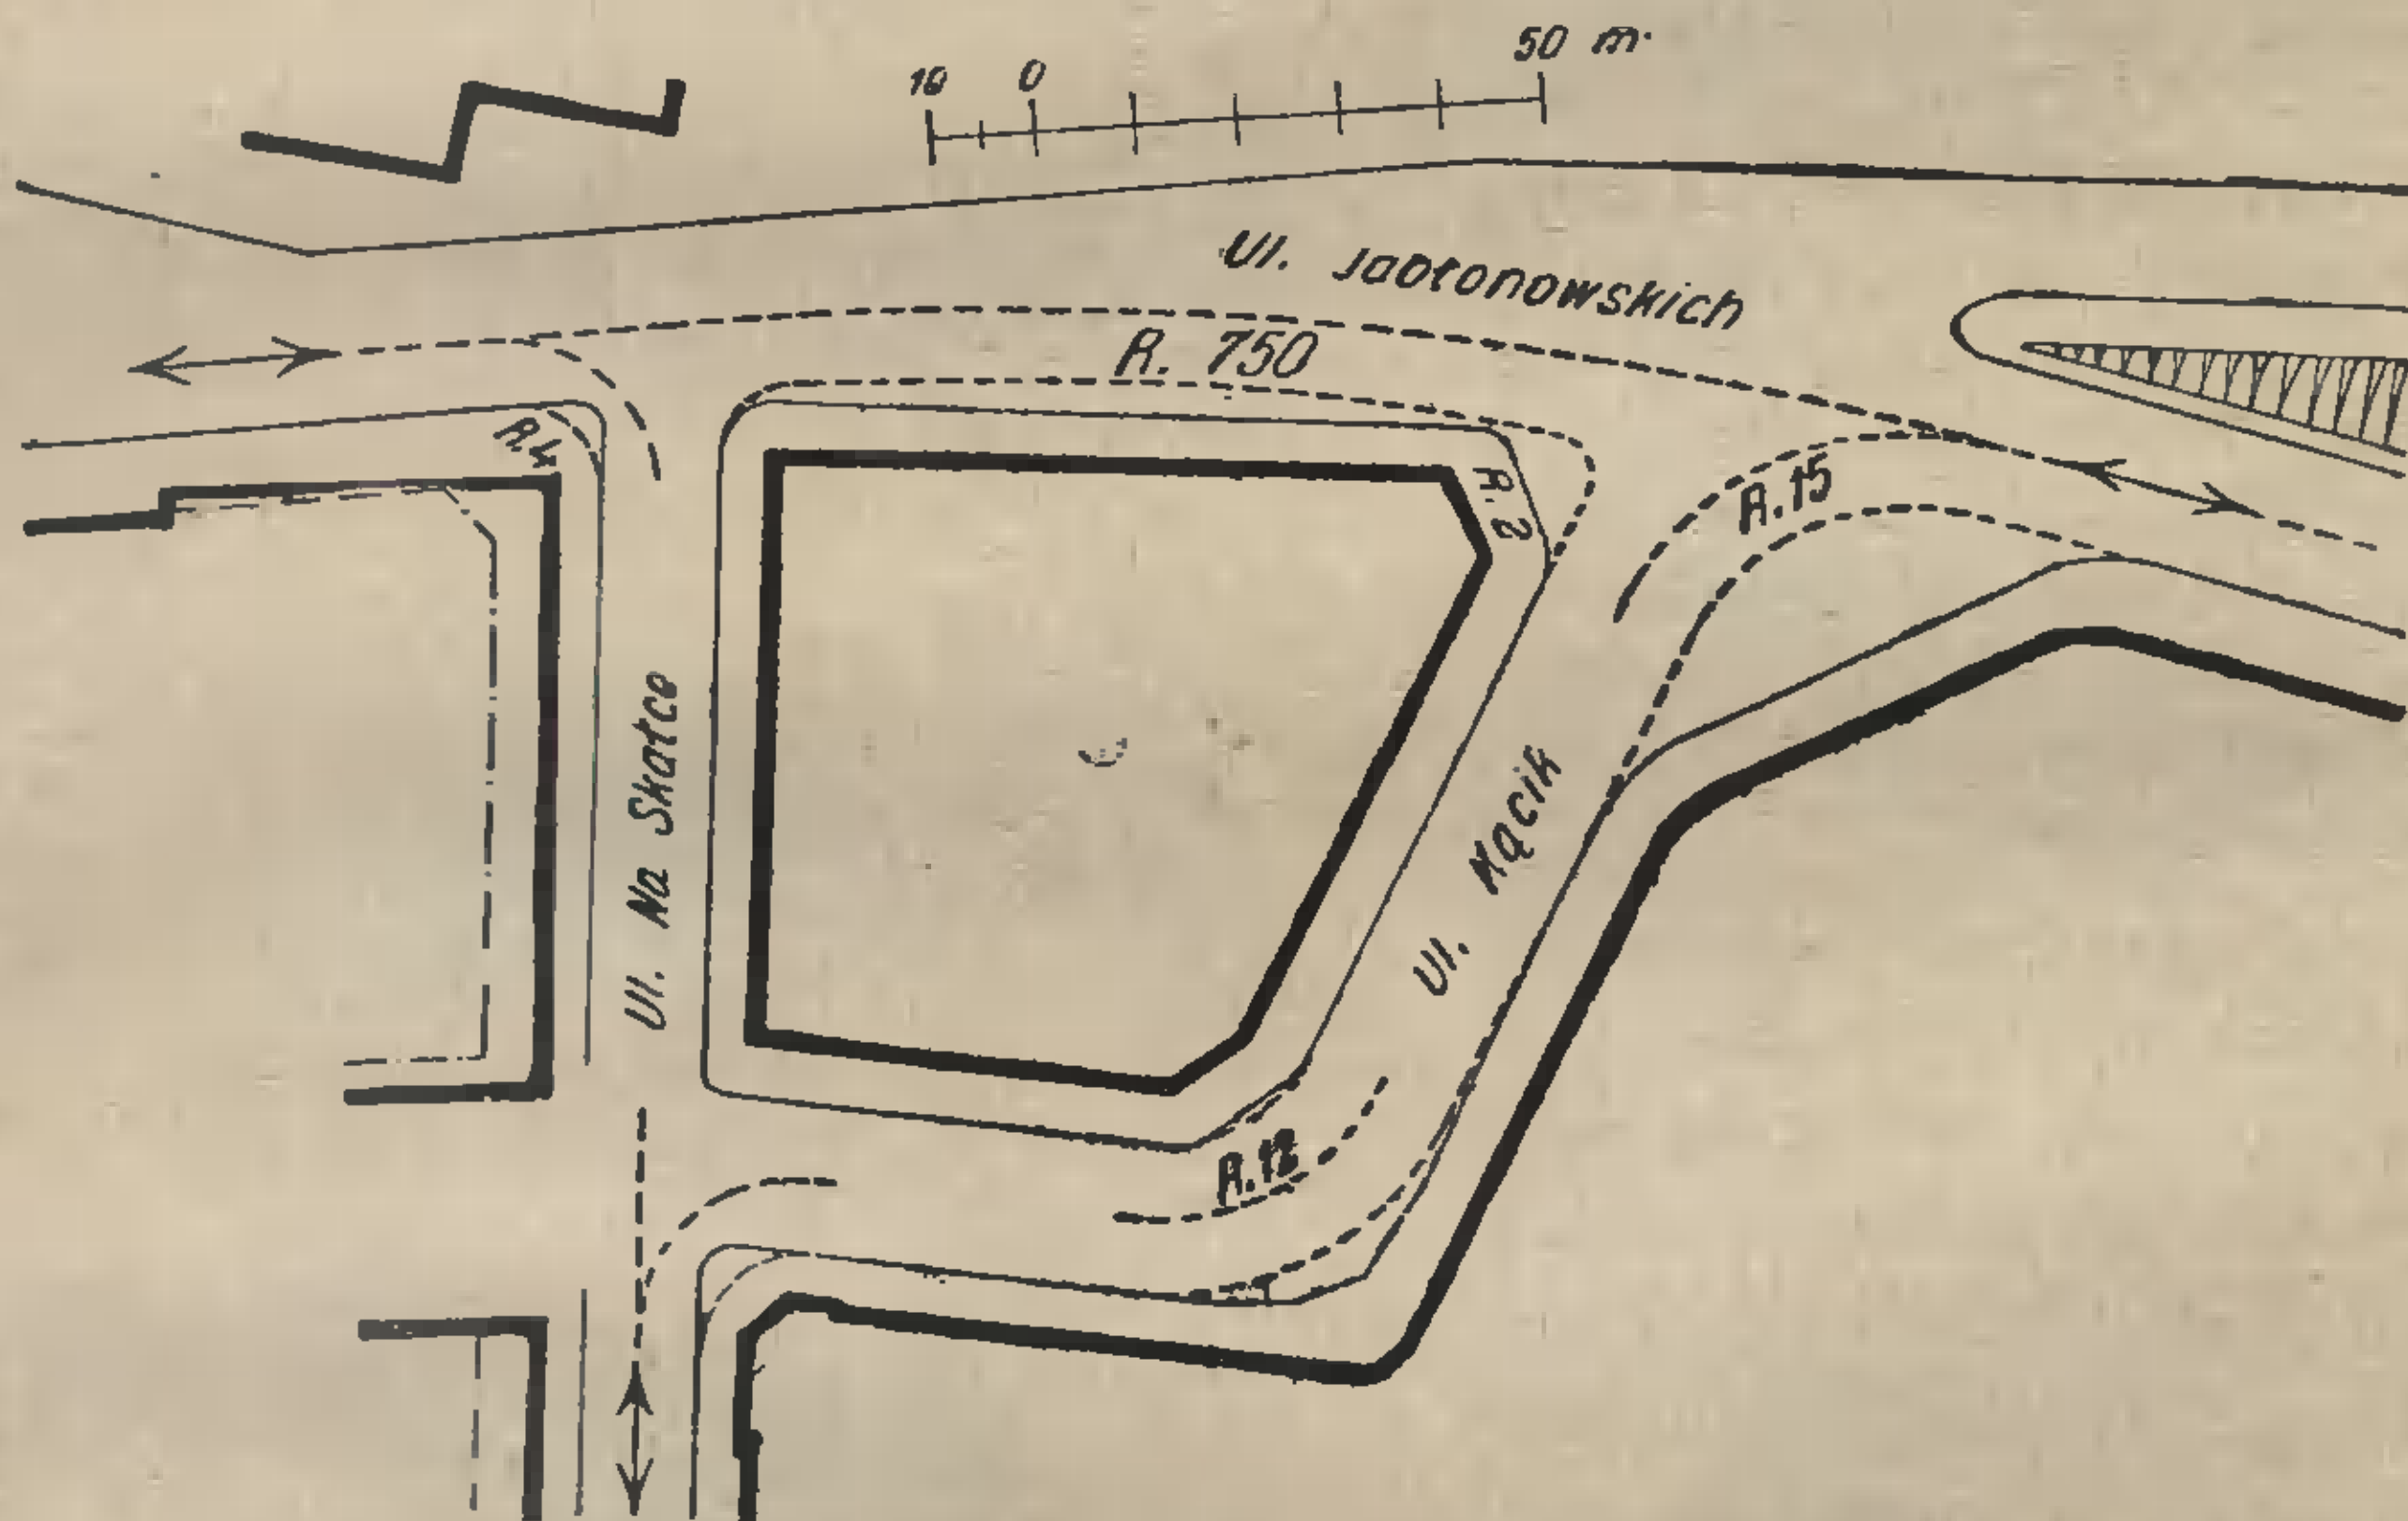 10 0 50 m.
Ul. Jabłonowskich
R. 750
R.4
R. 2
R. 15
Ul. Na Skałce
Ul. Kącik
R. 12